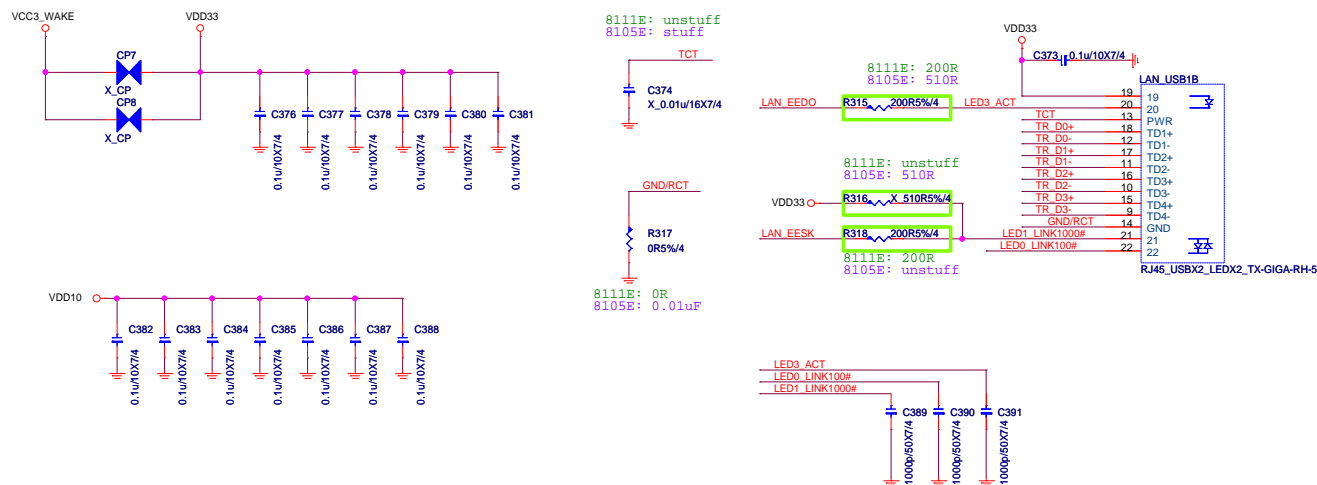 VCC3_WAKE
VDD33
CP7
X_CP
CP8
X_CP
C376
0.1u/10X7/4
C377
0.1u/10X7/4
C378
0.1u/10X7/4
C379
0.1u/10X7/4
C380
0.1u/10X7/4
C381
0.1u/10X7/4
VDD10
C382
0.1u/10X7/4
C383
0.1u/10X7/4
C384
0.1u/10X7/4
C385
0.1u/10X7/4
C386
0.1u/10X7/4
C387
0.1u/10X7/4
C388
0.1u/10X7/4
8111E: unstuff
8105E: stuff
TCT
C374
X_0.01u/16X7/4
GND/RCT
R317
0R5%/4
8111E: 0R
8105E: 0.01uF
8111E: 200R
8105E: 510R
LAN_EEDO
R315
200R5%/4
LED3_ACT
8111E: unstuff
8105E: 510R
VDD33
R316
X_510R5%/4
LAN_EESK
R318
200R5%/4
8111E: 200R
8105E: unstuff
VDD33
C373
0.1u/10X7/4
LAN_USB1B
19 19
20 20
TCT 13 PWR
TR_D0+ 18 TD1+
TR_D0- 12 TD1-
TR_D1+ 17 TD2+
TR_D1- 11 TD2-
TR_D2+ 16 TD3+
TR_D2- 10 TD3-
TR_D3+ 15 TD4+
TR_D3- 9 TD4-
GND/RCT 14 GND
LED1_LINK1000# 21 21
LED0_LINK100# 22 22
RJ45_USBX2_LEDX2_TX-GIGA-RH-5
LED3_ACT
LED0_LINK100#
LED1_LINK1000#
C389
1000p/50X7/4
C390
1000p/50X7/4
C391
1000p/50X7/4